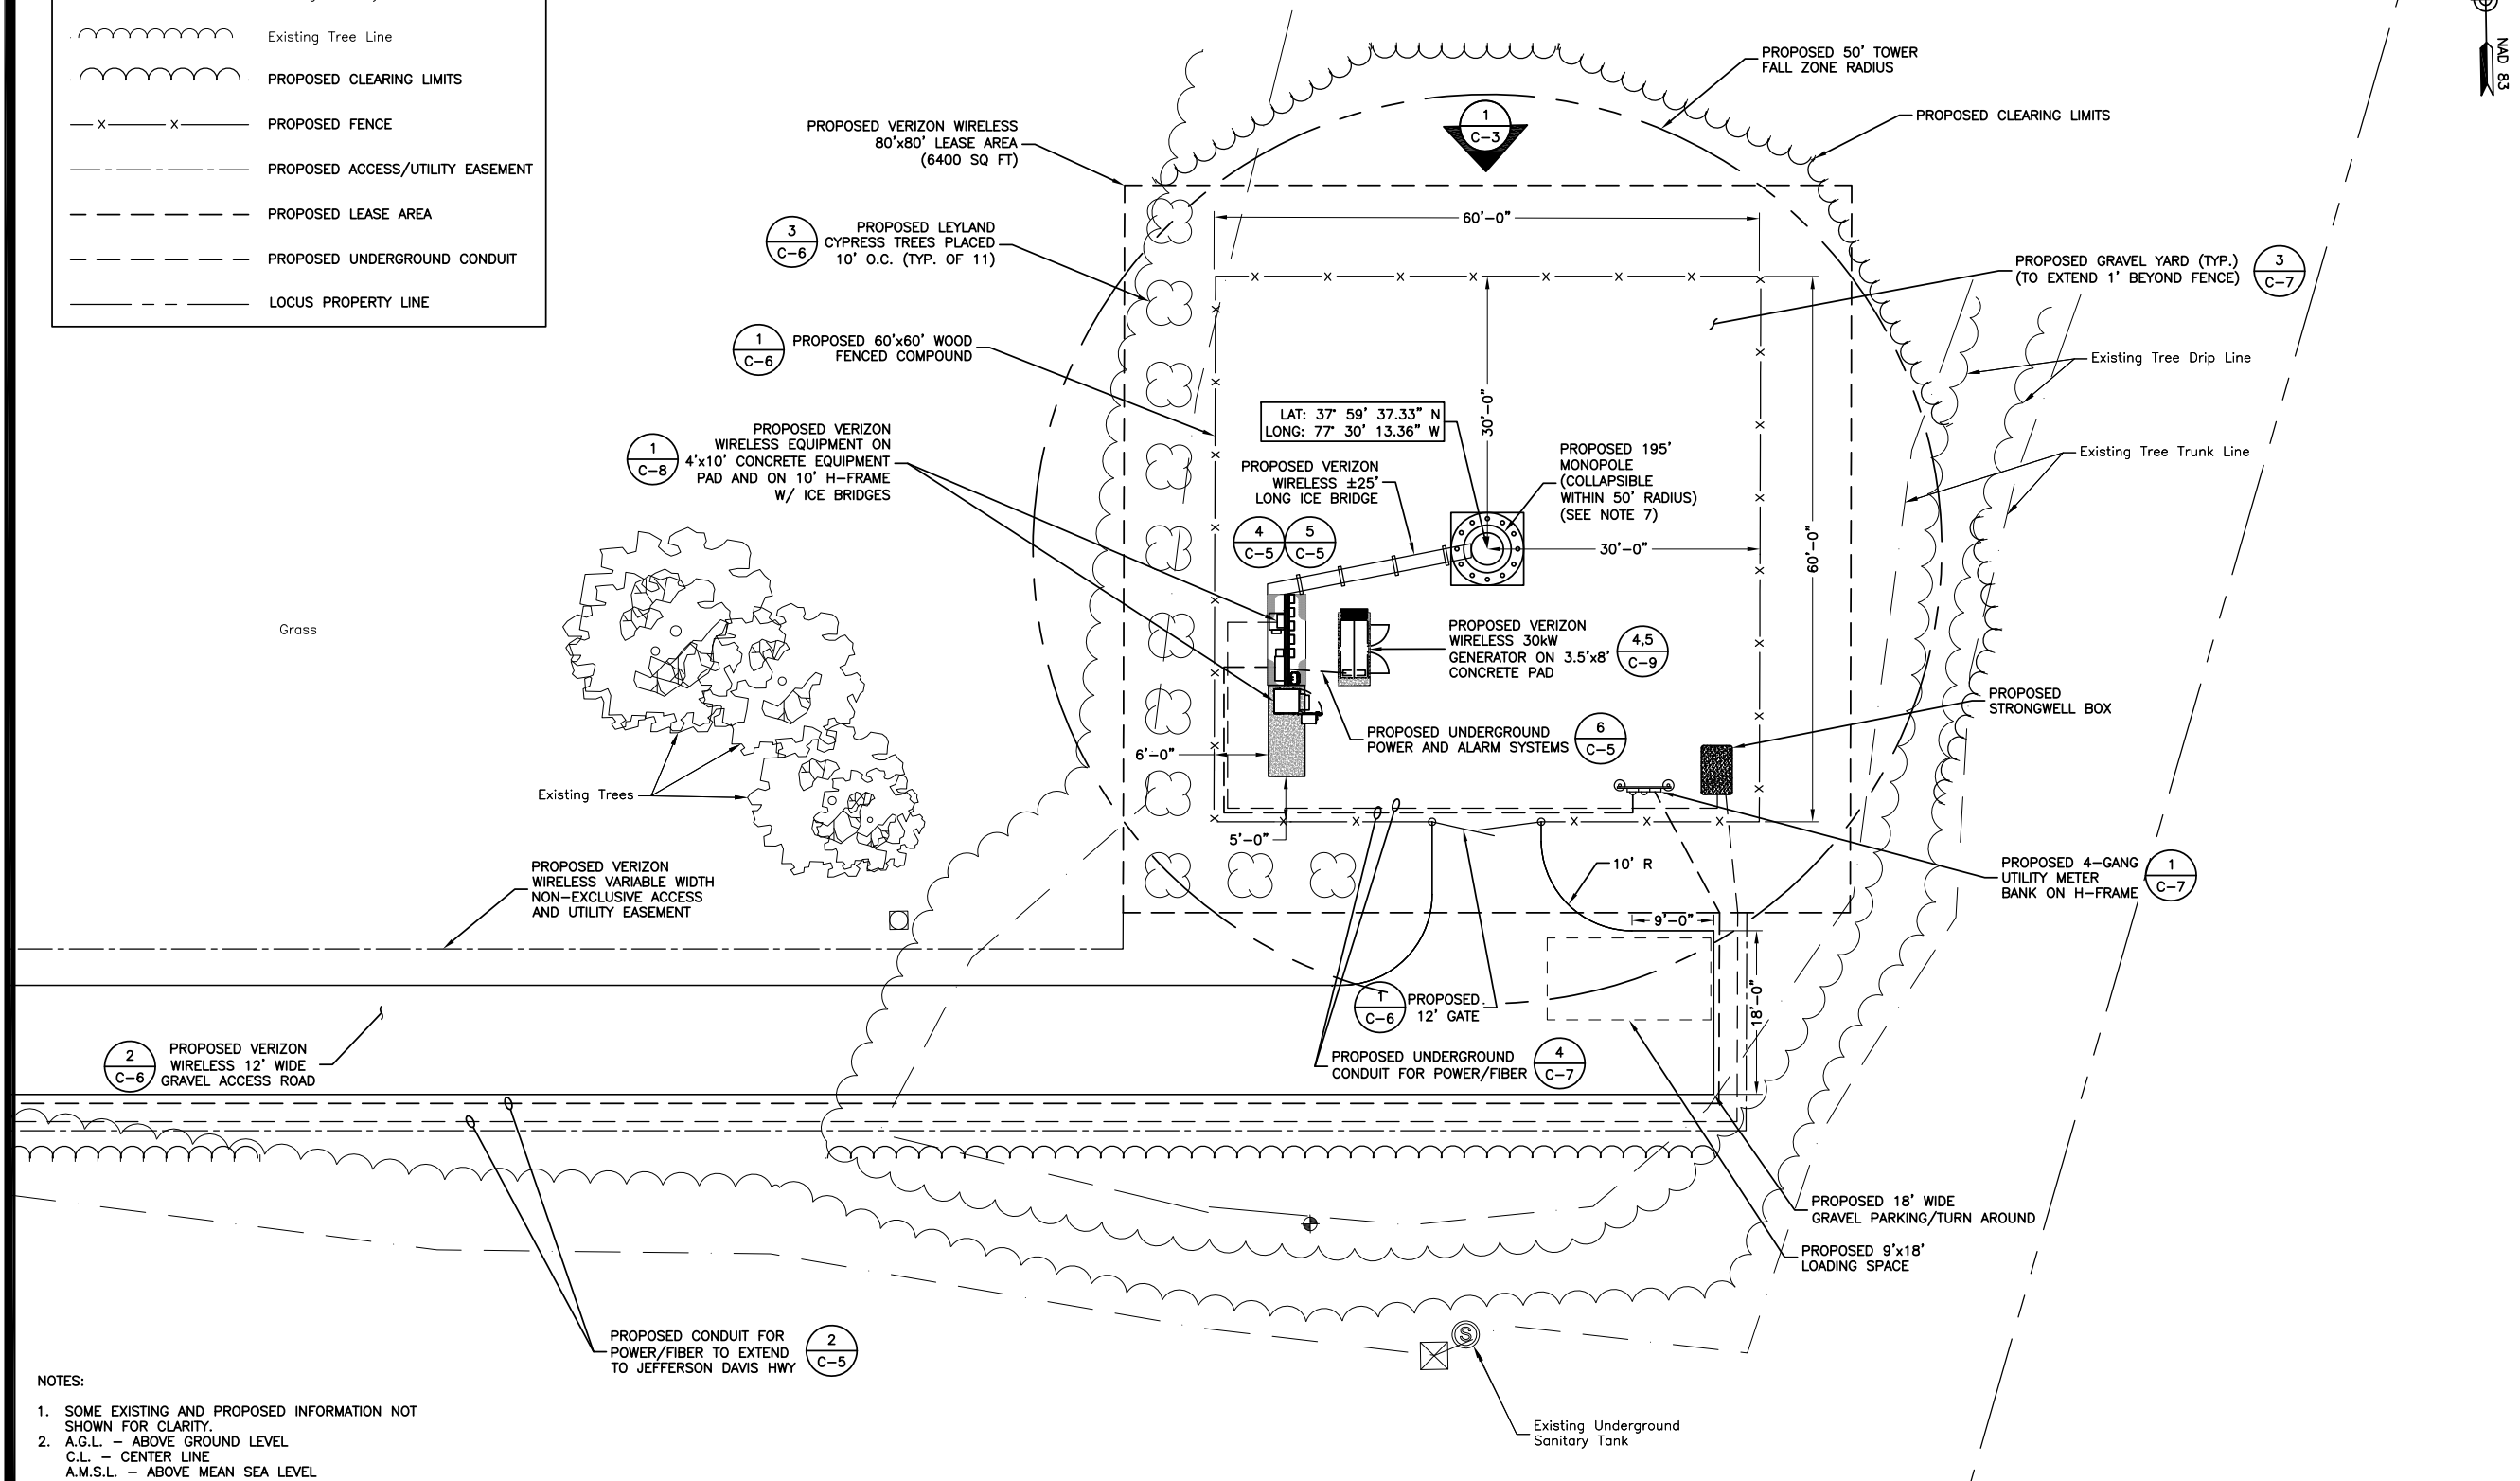 Existing Tree Line
PROPOSED CLEARING LIMITS
PROPOSED FENCE
PROPOSED ACCESS/UTILITY EASEMENT
PROPOSED LEASE AREA
PROPOSED UNDERGROUND CONDUIT
LOCUS PROPERTY LINE
NAD 83
PROPOSED 50' TOWER
FALL ZONE RADIUS
PROPOSED CLEARING LIMITS
1
C-3
PROPOSED VERIZON WIRELESS
80'x80' LEASE AREA
(6400 SQ FT)
60'-0"
3
C-6
PROPOSED LEYLAND
CYPRESS TREES PLACED
10' O.C. (TYP. OF 11)
PROPOSED GRAVEL YARD (TYP.)
(TO EXTEND 1' BEYOND FENCE)
3
C-7
1
C-6
PROPOSED 60'x60' WOOD
FENCED COMPOUND
Existing Tree Drip Line
30'-0"
LAT: 37° 59' 37.33" N
LONG: 77° 30' 13.36" W
1
C-8
PROPOSED VERIZON
WIRELESS EQUIPMENT ON
4'x10' CONCRETE EQUIPMENT
PAD AND ON 10' H-FRAME
W/ ICE BRIDGES
PROPOSED VERIZON
WIRELESS ±25'
LONG ICE BRIDGE
PROPOSED 195'
MONOPOLE
(COLLAPSIBLE
WITHIN 50' RADIUS)
(SEE NOTE 7)
Existing Tree Trunk Line
4
C-5
5
C-5
30'-0"
60'-0"
Grass
PROPOSED VERIZON
WIRELESS 30kW
GENERATOR ON 3.5'x8'
CONCRETE PAD
4,5
C-9
PROPOSED
STRONGWELL BOX
PROPOSED UNDERGROUND
POWER AND ALARM SYSTEMS
6
C-5
6'-0"
Existing Trees
5'-0"
10' R
PROPOSED VERIZON
WIRELESS VARIABLE WIDTH
NON-EXCLUSIVE ACCESS
AND UTILITY EASEMENT
PROPOSED 4-GANG
UTILITY METER
BANK ON H-FRAME
1
C-7
9'-0"
18'-0"
1
C-6
PROPOSED
12' GATE
2
C-6
PROPOSED VERIZON
WIRELESS 12' WIDE
GRAVEL ACCESS ROAD
PROPOSED UNDERGROUND
CONDUIT FOR POWER/FIBER
4
C-7
PROPOSED 18' WIDE
GRAVEL PARKING/TURN AROUND
PROPOSED 9'x18'
LOADING SPACE
PROPOSED CONDUIT FOR
POWER/FIBER TO EXTEND
TO JEFFERSON DAVIS HWY
2
C-5
S
Existing Underground
Sanitary Tank
NOTES:
1. SOME EXISTING AND PROPOSED INFORMATION NOT
SHOWN FOR CLARITY.
2. A.G.L. - ABOVE GROUND LEVEL
C.L. - CENTER LINE
A.M.S.L. - ABOVE MEAN SEA LEVEL